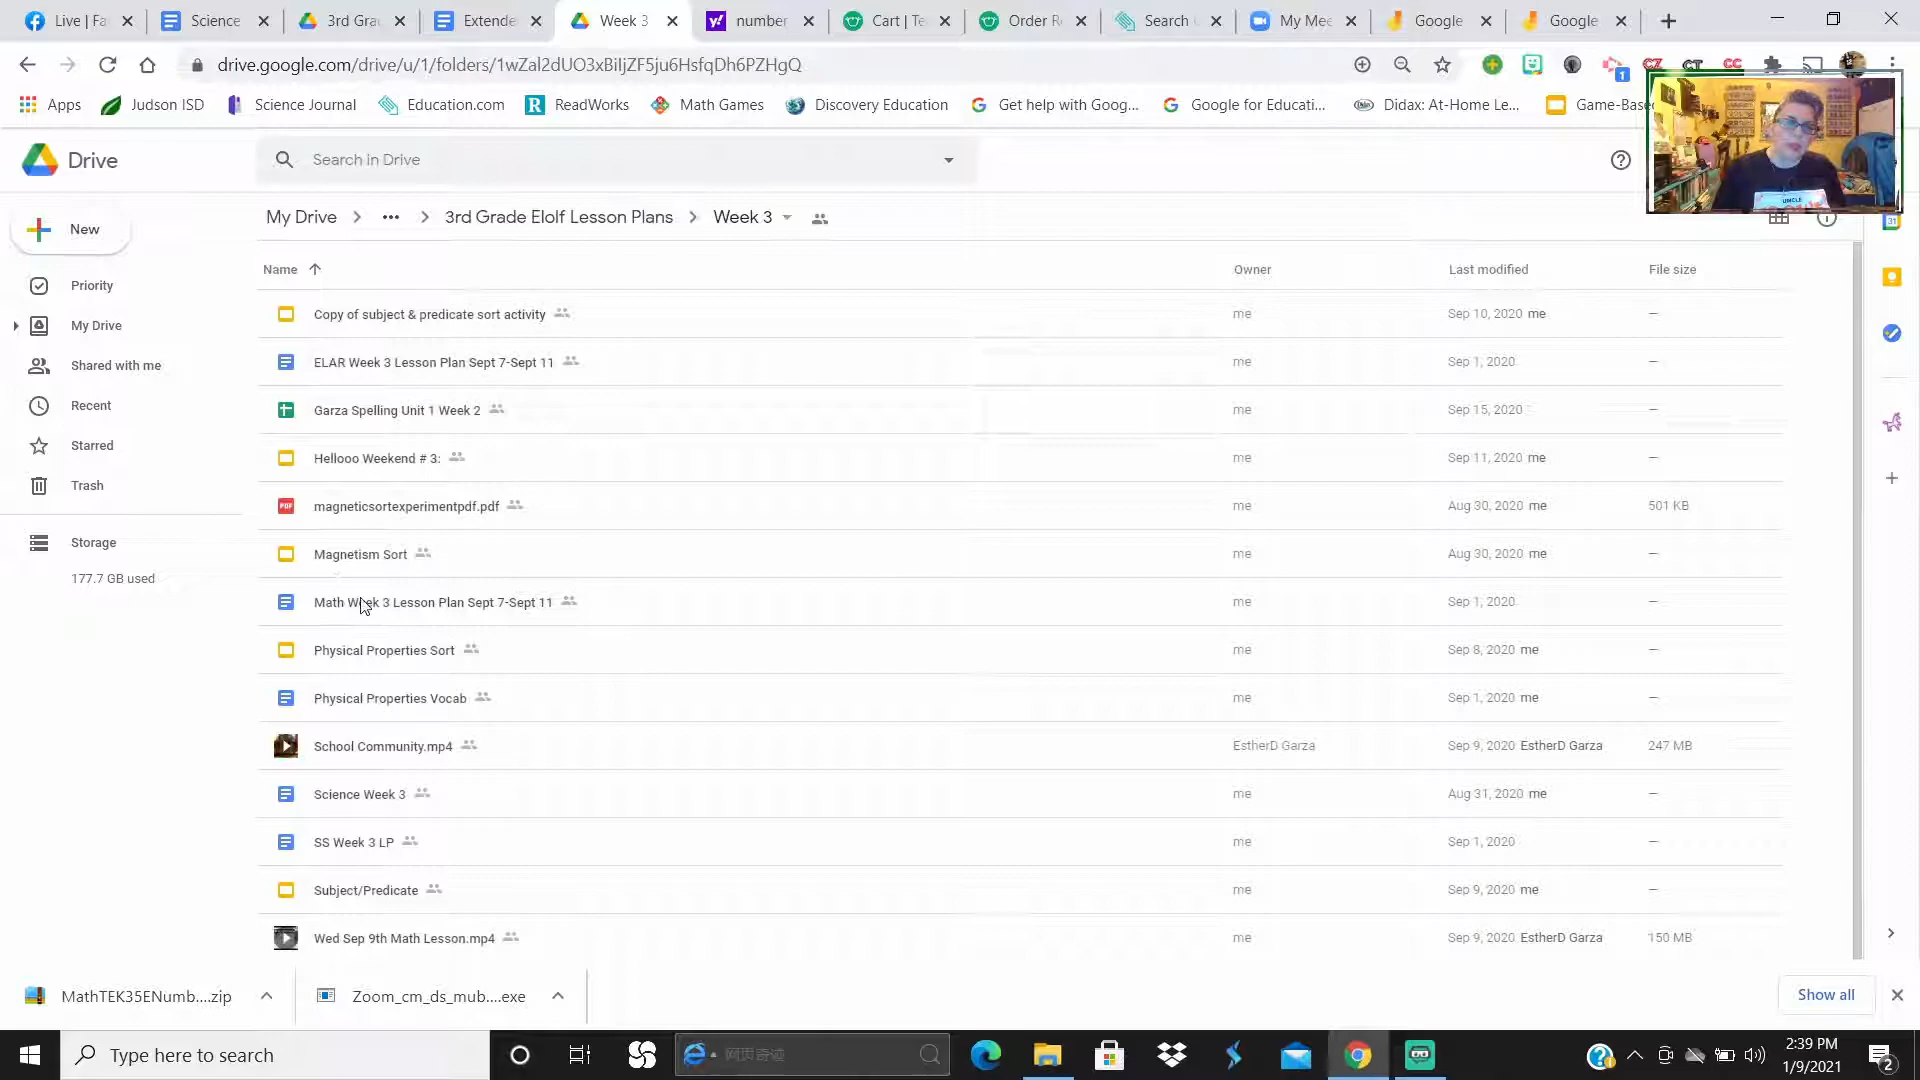 Live | Fa
Science
3rd Gra
Extende
Week 3
number
Cart | Te
Order R
Search
My Mee
Google
Google
drive.google.com/drive/u/1/folders/1wZal2dUO3xBiIjZF5ju6HsfqDh6PZHgQ
1
CZ
CT
CC
Apps
Judson ISD
Science Journal
Education.com
ReadWorks
Math Games
Discovery Education
Get help with Goog...
Google for Educati...
Didax: At-Home Le...
Game-Base
Drive
Search in Drive
New
My Drive
3rd Grade Elolf Lesson Plans
Week 3
Priority
My Drive
Shared with me
Recent
Starred
Trash
Storage
177.7 GB used
Name Owner Last modified File size
Copy of subject & predicate sort activity me Sep 10, 2020 me —
ELAR Week 3 Lesson Plan Sept 7-Sept 11 me Sep 1, 2020 —
Garza Spelling Unit 1 Week 2 me Sep 15, 2020 —
Hellooo Weekend # 3: me Sep 11, 2020 me —
PDF magneticsortexperimentpdf.pdf me Aug 30, 2020 me 501 KB
Magnetism Sort me Aug 30, 2020 me —
Math Week 3 Lesson Plan Sept 7-Sept 11 me Sep 1, 2020 —
Physical Properties Sort me Sep 8, 2020 me —
Physical Properties Vocab me Sep 1, 2020 me —
School Community.mp4 EstherD Garza Sep 9, 2020 EstherD Garza 247 MB
Science Week 3 me Aug 31, 2020 me —
SS Week 3 LP me Sep 1, 2020 —
Subject/Predicate me Sep 9, 2020 me —
Wed Sep 9th Math Lesson.mp4 me Sep 9, 2020 EstherD Garza 150 MB
31
MathTEK35ENumb....zip
Zoom_cm_ds_mub....exe
Show all
Type here to search
网页奇迹
2:39 PM
1/9/2021
2